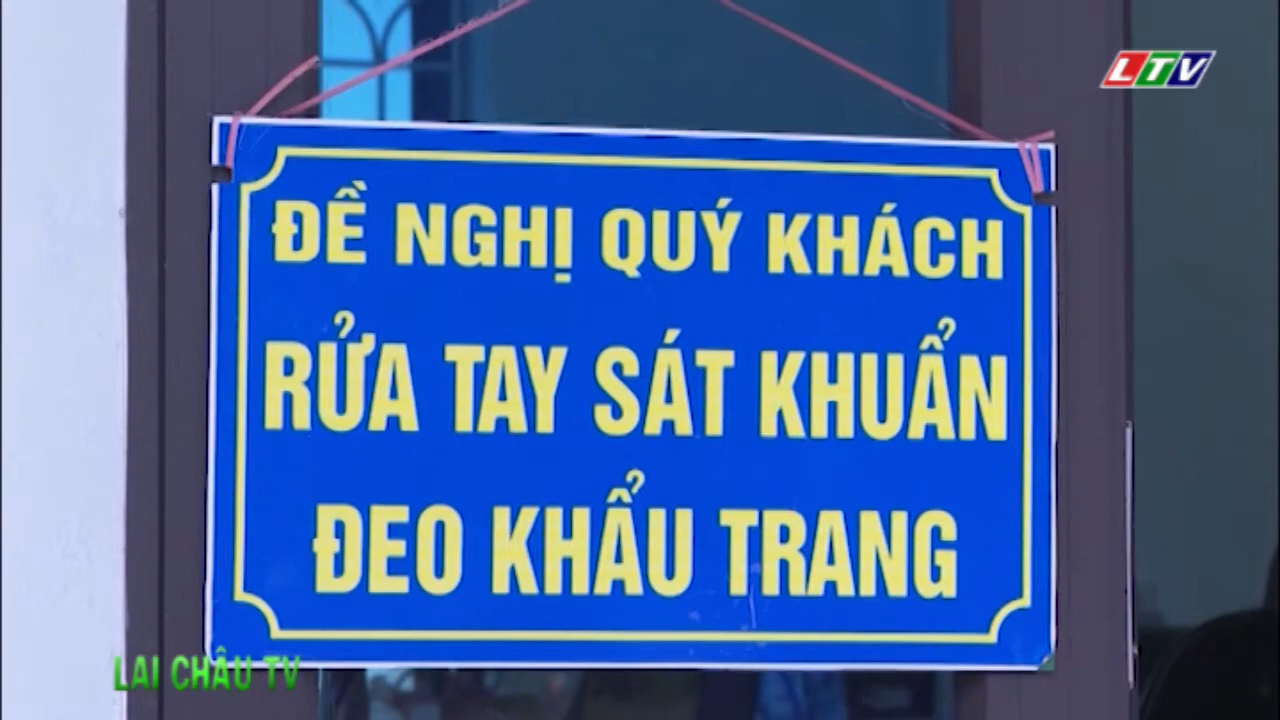 LTV
ĐỀ NGHỊ QUÝ KHÁCH
RỬA TAY SÁT KHUẨN
ĐEO KHẨU TRANG
LAI CHÂU TV